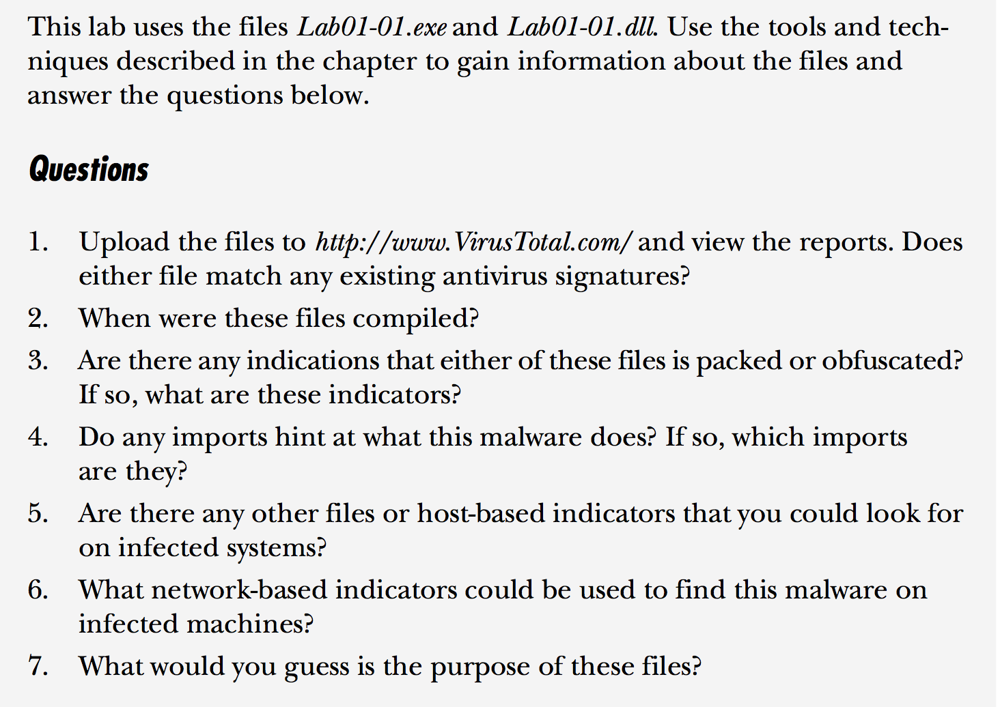 This lab uses the files Lab01-01.exe and Lab01-01.dll. Use the tools and tech-
niques described in the chapter to gain information about the files and
answer the questions below.
Questions
1. Upload the files to http://www.VirusTotal.com/ and view the reports. Does
either file match any existing antivirus signatures?
2. When were these files compiled?
3. Are there any indications that either of these files is packed or obfuscated?
If so, what are these indicators?
4. Do any imports hint at what this malware does? If so, which imports
are they?
5. Are there any other files or host-based indicators that you could look for
on infected systems?
6. What network-based indicators could be used to find this malware on
infected machines?
7. What would you guess is the purpose of these files?